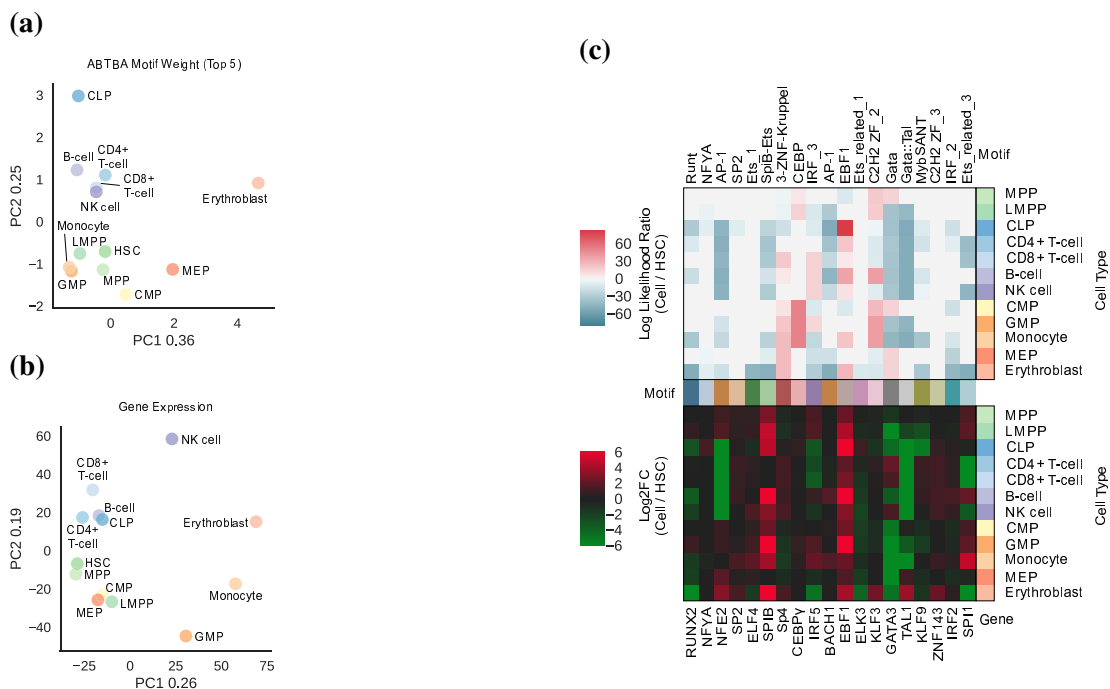 (a)
ABTBA Motif Weight (Top 5)
3
2
1
0
−1
−2
PC2 0.25
CLP
B-cell
CD4+
T-cell
CD8+
T-cell
NK cell
Erythroblast
Monocyte
LMPP
HSC
GMP
MPP
CMP
MEP
0
2
4
PC1 0.36
(b)
Gene Expression
60
40
20
0
−20
−40
PC2 0.19
NK cell
CD8+
T-cell
B-cell
CLP
CD4+
T-cell
Erythroblast
HSC
MPP
CMP
MEP
LMPP
Monocyte
GMP
−25
0
25
50
75
PC1 0.26
(c)
Runt
NFYA
AP-1
SP2
Ets_1
SpiB-Ets
3-ZNF-Kruppel
CEBP
IRF_3
AP-1
EBF1
Ets_related_1
C2H2 ZF_2
Gata
Gata::Tal
MybSANT
C2H2 ZF_3
IRF_2
Ets_related_3
Motif
60
30
0
−30
−60
Log Likelihood Ratio
(Cell / HSC)
MPP
LMPP
CLP
CD4+ T-cell
CD8+ T-cell
B-cell
NK cell
CMP
GMP
Monocyte
MEP
Erythroblast
Cell Type
Motif
6
4
2
0
−2
−4
−6
Log2FC
(Cell / HSC)
MPP
LMPP
CLP
CD4+ T-cell
CD8+ T-cell
B-cell
NK cell
CMP
GMP
Monocyte
MEP
Erythroblast
Cell Type
RUNX2
NFYA
NFE2
SP2
ELF4
SPIB
Sp4
CEBPγ
IRF5
BACH1
EBF1
ELK3
KLF3
GATA3
TAL1
KLF9
ZNF143
IRF2
SPI1
Gene